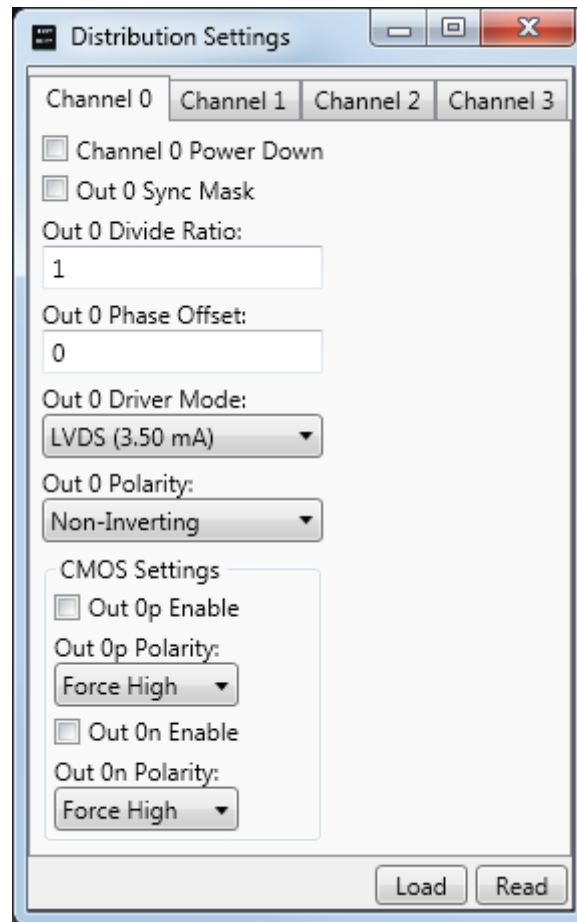 Distribution Settings
Channel 0 Channel 1 Channel 2 Channel 3
Channel 0 Power Down
Out 0 Sync Mask
Out 0 Divide Ratio:
1
Out 0 Phase Offset:
0
Out 0 Driver Mode:
LVDS (3.50 mA)
Out 0 Polarity:
Non-Inverting
CMOS Settings
Out 0p Enable
Out 0p Polarity:
Force High
Out 0n Enable
Out 0n Polarity:
Force High
Load Read